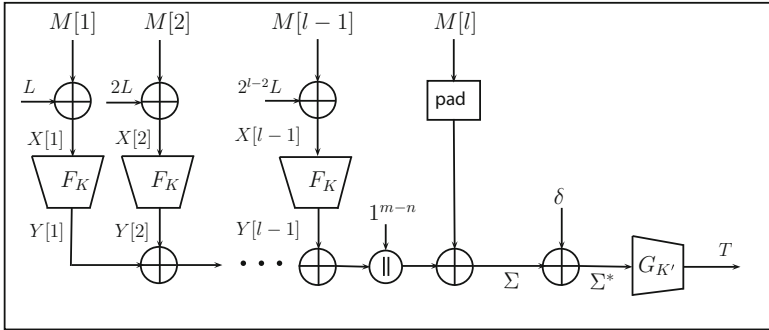 M[1] M[2] M[l − 1] M[l]
L 2L 2^{l−2}L
pad
X[1] X[2] X[l−1]
F_K F_K F_K
1^{m−n} δ
Y[1] Y[2] Y[l−1]
• • • || Σ Σ* G_{K'} T